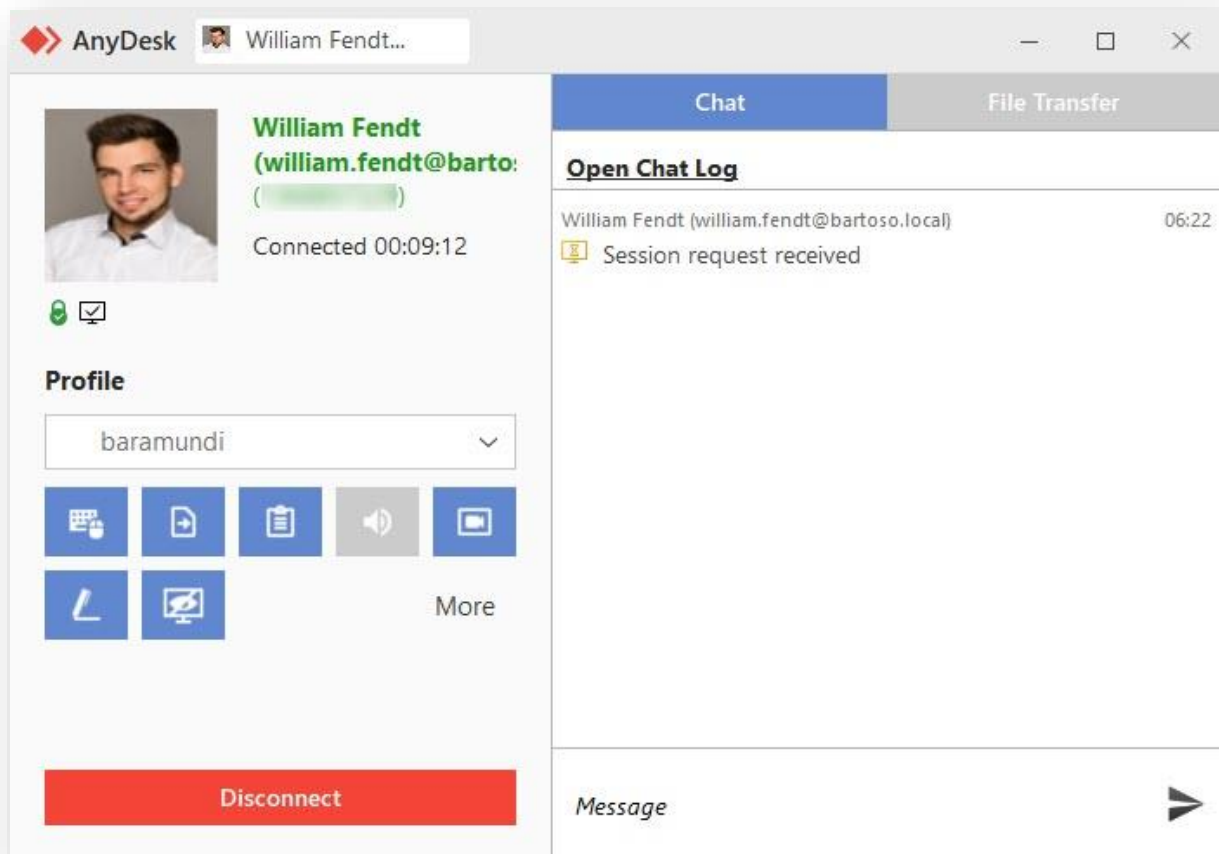 AnyDesk
William Fendt...
William Fendt
(william.fendt@barto
( )
Connected 00:09:12
Profile
baramundi
More
Disconnect
Chat
File Transfer
Open Chat Log
William Fendt (william.fendt@bartoso.local)
06:22
Session request received
Message